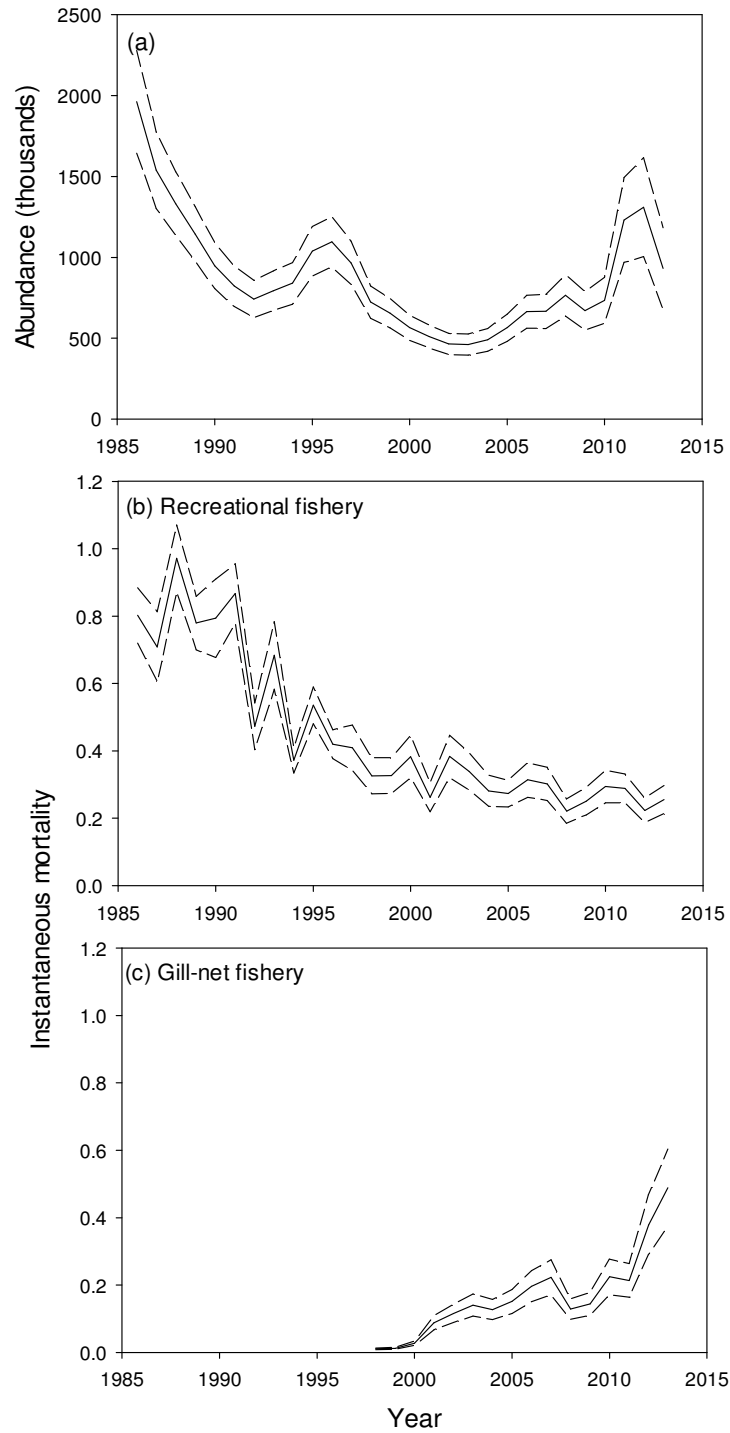 (a)
2500
2000
1500
1000
500
0
Abundance (thousands)
1985 1990 1995 2000 2005 2010 2015
(b) Recreational fishery
1.2
1.0
0.8
0.6
0.4
0.2
0.0
1985 1990 1995 2000 2005 2010 2015
Instantaneous mortality
(c) Gill-net fishery
1.2
1.0
0.8
0.6
0.4
0.2
0.0
1985 1990 1995 2000 2005 2010 2015
Year